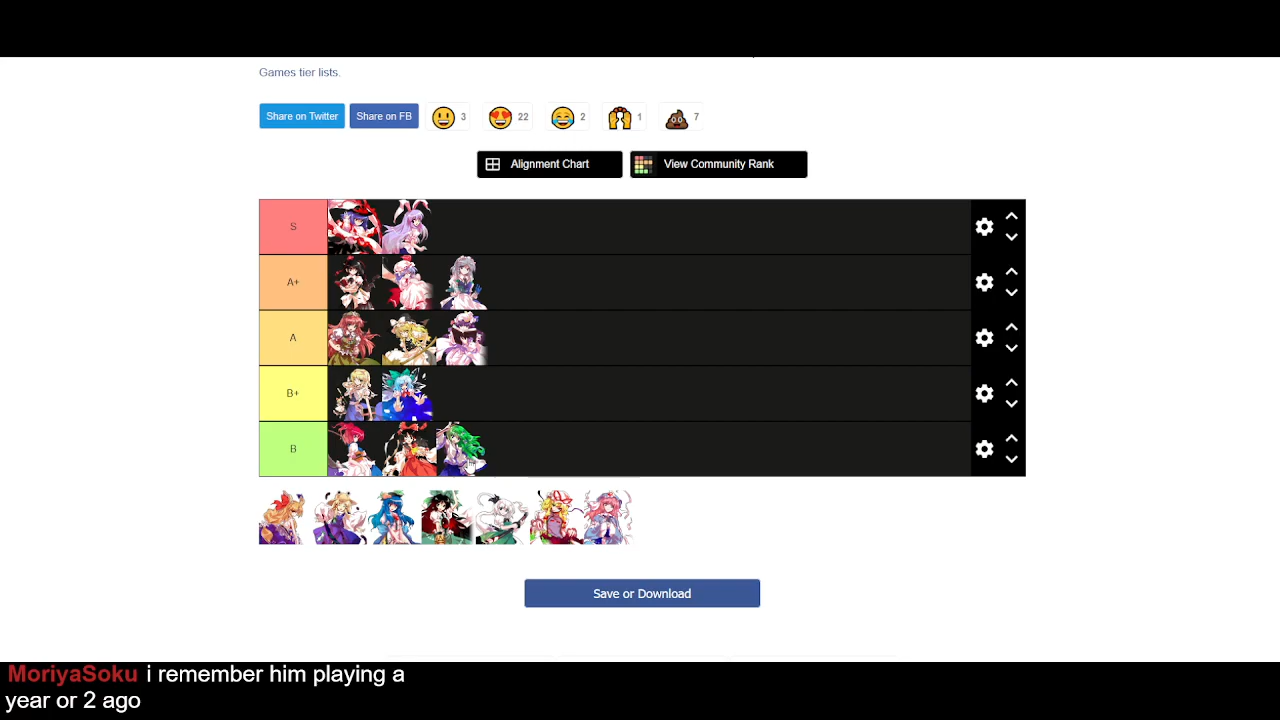 Games tier lists.
Share on Twitter
Share on FB
3
22
2
1
7
Alignment Chart
View Community Rank
S
A+
A
B+
B
Save or Download
MoriyaSoku i remember him playing a
year or 2 ago